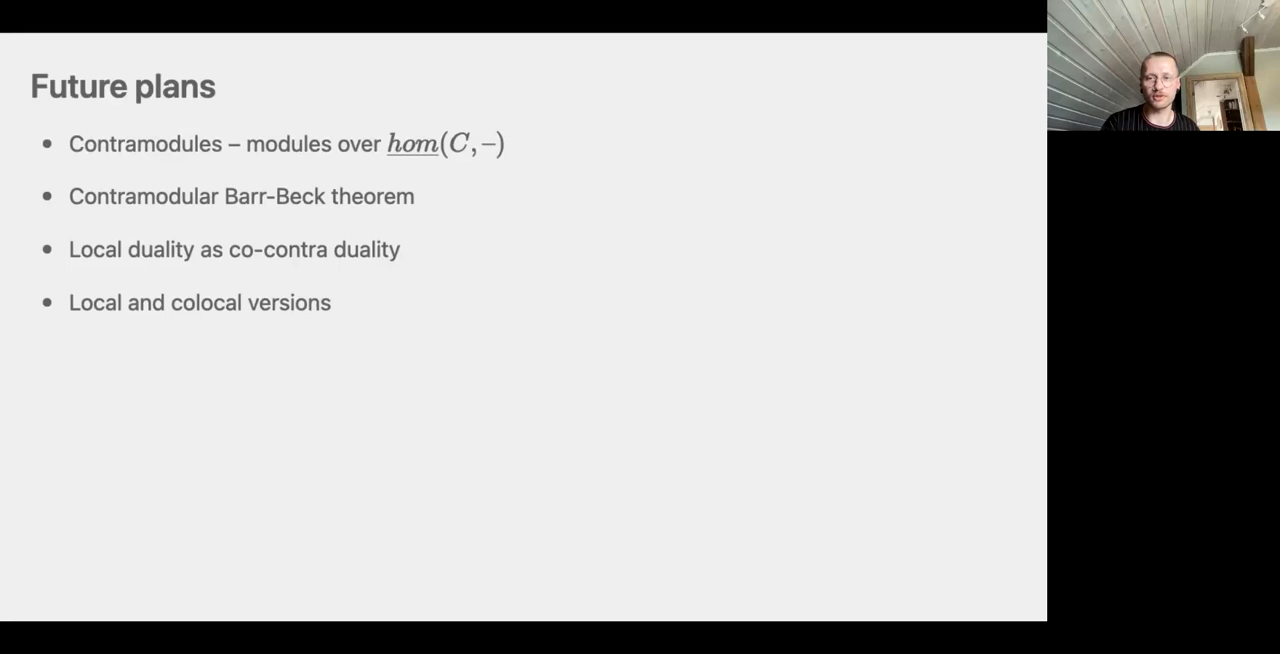 Future plans
• Contramodules – modules over hom(C, −)
• Contramodular Barr-Beck theorem
• Local duality as co-contra duality
• Local and colocal versions